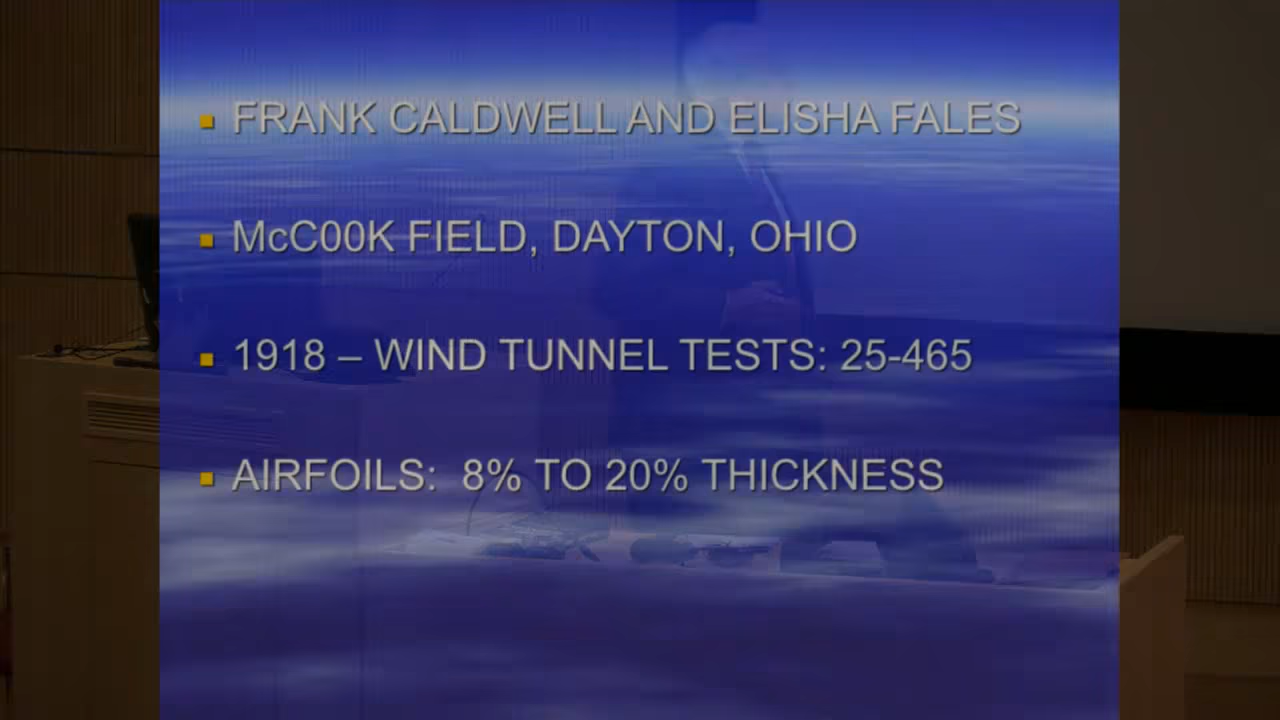 FRANK CALDWELL AND ELISHA FALES
McC00K FIELD, DAYTON, OHIO
1918 – WIND TUNNEL TESTS: 25-465
AIRFOILS: 8% TO 20% THICKNESS